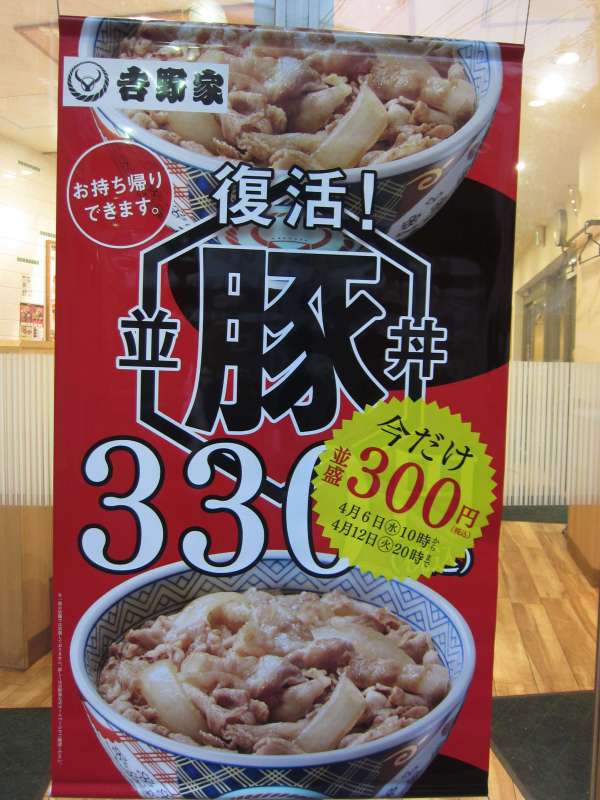 吉野家
お持ち帰り
できます。
復活!
並 豚 丼
330
今だけ
並盛 300円(税込)
4月6日㊌10時から
4月12日㊋20時まで